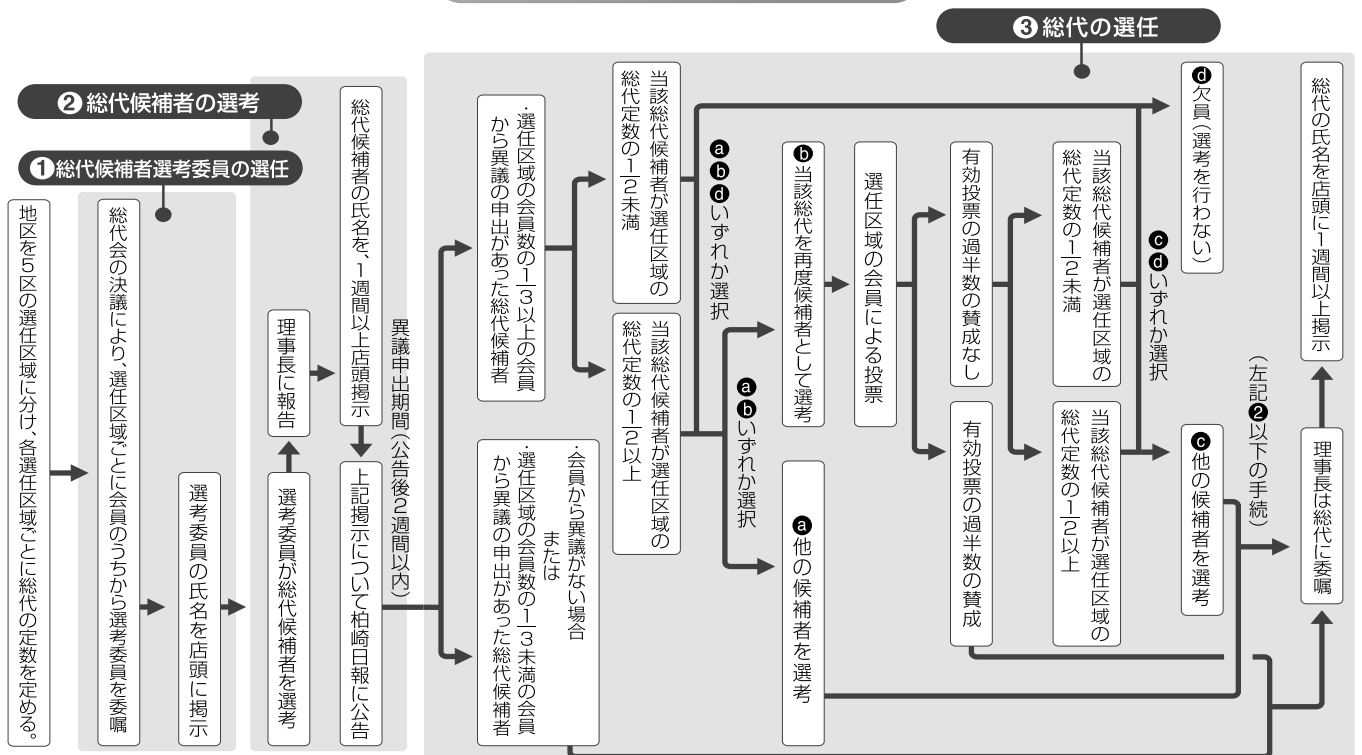 ❸総代の選任
❷総代候補者の選考
❶総代候補者選考委員の選任
地区を5区の選任区域に分け、各選任区域ごとに総代の定数を定める。
総代会の決議により、選任区域ごとに会員のうちから選考委員を委嘱
選考委員の氏名を店頭に掲示
選考委員が総代候補者を選考
理事長に報告
総代候補者の氏名を、1週間以上店頭掲示
上記掲示について柏崎日報に公告
異議申出期間(公告後2週間以内)
・選任区域の会員数の1/3以上の会員
から異議の申出があった総代候補者
・会員から異議がない場合
または
・選任区域の会員数の1/3未満の会員
から異議の申出があった総代候補者
当該総代候補者が選任区域の
総代定数の1/2未満
当該総代候補者が選任区域の
総代定数の1/2以上
ⓐⓑⓓいずれか選択
ⓐⓑいずれか選択
ⓑ当該総代を再度候補者として選考
ⓐ他の候補者を選考
選任区域の会員による投票
有効投票の過半数の賛成なし
有効投票の過半数の賛成
当該総代候補者が選任区域の
総代定数の1/2未満
当該総代候補者が選任区域の
総代定数の1/2以上
ⓒⓓいずれか選択
ⓓ欠員(選考を行わない)
ⓒ他の候補者を選考
(左記❷以下の手続)
理事長は総代に委嘱
総代の氏名を店頭に1週間以上掲示